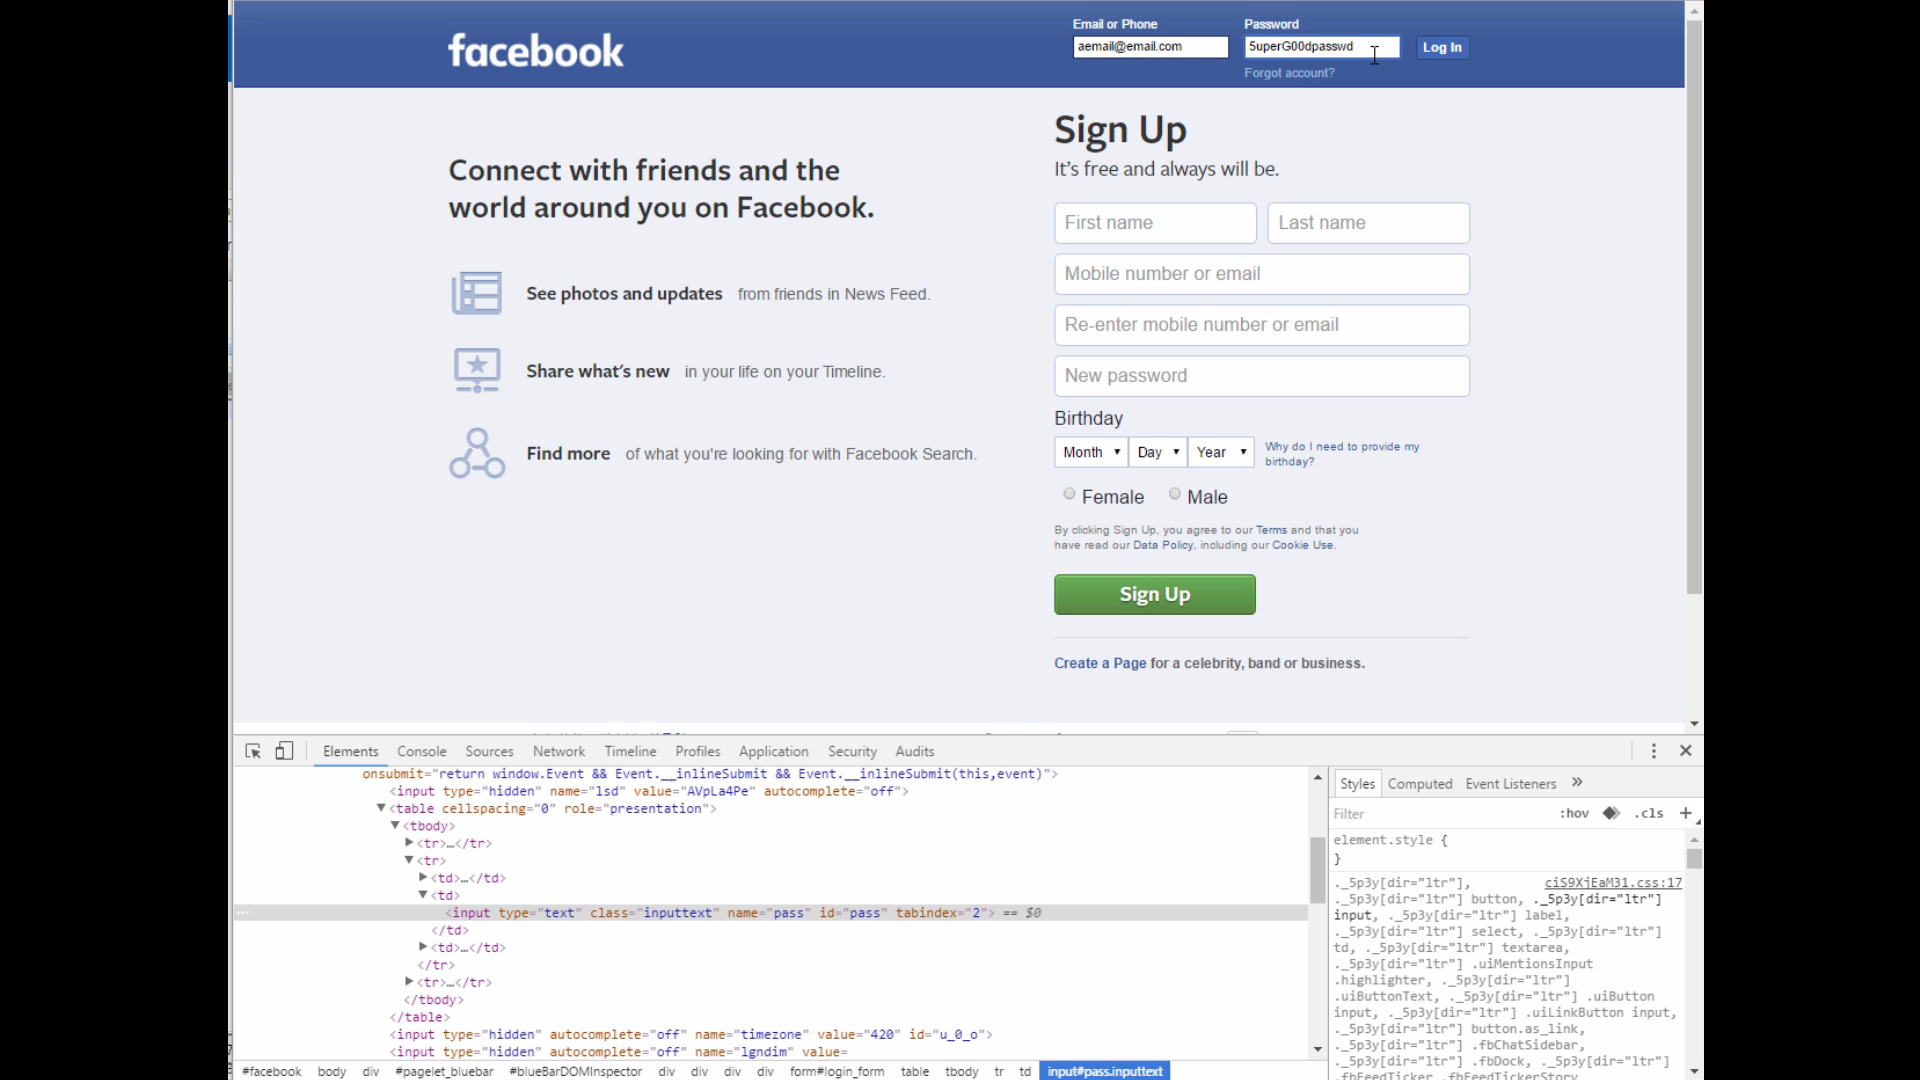 Email or Phone
Password
facebook
aemail@email.com
5uperG00dpasswd
Log In
Forgot account?
Sign Up
It's free and always will be.
Connect with friends and the
world around you on Facebook.
First name
Last name
Mobile number or email
See photos and updates from friends in News Feed.
Re-enter mobile number or email
Share what's new in your life on your Timeline.
New password
Birthday
Month
Day
Year
Why do I need to provide my
birthday?
Find more of what you're looking for with Facebook Search.
Female
Male
By clicking Sign Up, you agree to our Terms and that you
have read our Data Policy, including our Cookie Use.
Sign Up
Create a Page for a celebrity, band or business.
Elements Console Sources Network Timeline Profiles Application Security Audits
onsubmit="return window.Event && Event.__inlineSubmit && Event.__inlineSubmit(this,event)">
<input type="hidden" name="lsd" value="AVpLa4Pe" autocomplete="off">
<table cellspacing="0" role="presentation">
<tbody>
<tr>…</tr>
<tr>
<td>…</td>
<td>
<input type="text" class="inputtext" name="pass" id="pass" tabindex="2"> == $0
</td>
<td>…</td>
</tr>
<tr>…</tr>
</tbody>
</table>
<input type="hidden" autocomplete="off" name="timezone" value="420" id="u_0_o">
<input type="hidden" autocomplete="off" name="lgndim" value=
#facebook body div #pagelet_bluebar #blueBarDOMInspector div div div div form#login_form table tbody tr td input#pass.inputtext
Styles Computed Event Listeners »
Filter :hov .cls +
element.style {
}
._5p3y[dir="ltr"], ciS9XjEaM31.css:17
._5p3y[dir="ltr"] button, ._5p3y[dir="ltr"]
input, ._5p3y[dir="ltr"] label,
._5p3y[dir="ltr"] select, ._5p3y[dir="ltr"]
td, ._5p3y[dir="ltr"] textarea,
._5p3y[dir="ltr"] .uiMentionsInput
.highlighter, ._5p3y[dir="ltr"]
.uiButtonText, ._5p3y[dir="ltr"] .uiButton
input, ._5p3y[dir="ltr"] .uiLinkButton input,
._5p3y[dir="ltr"] button.as_link,
._5p3y[dir="ltr"] .fbChatSidebar,
._5p3y[dir="ltr"] .fbDock, ._5p3y[dir="ltr"]
.fbFeedTicker, .fbFeedTickerStory